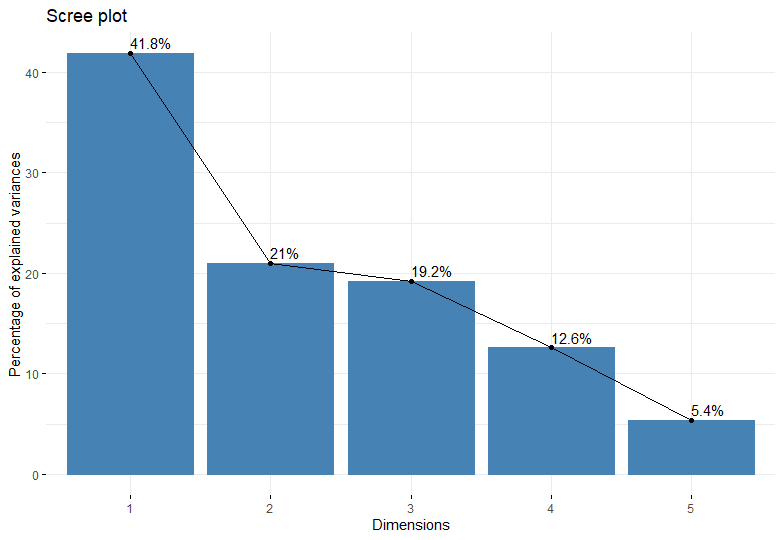 Scree plot
41.8%
21%
19.2%
12.6%
5.4%
40
30
20
10
0
Percentage of explained variances
1 2 3 4 5
Dimensions